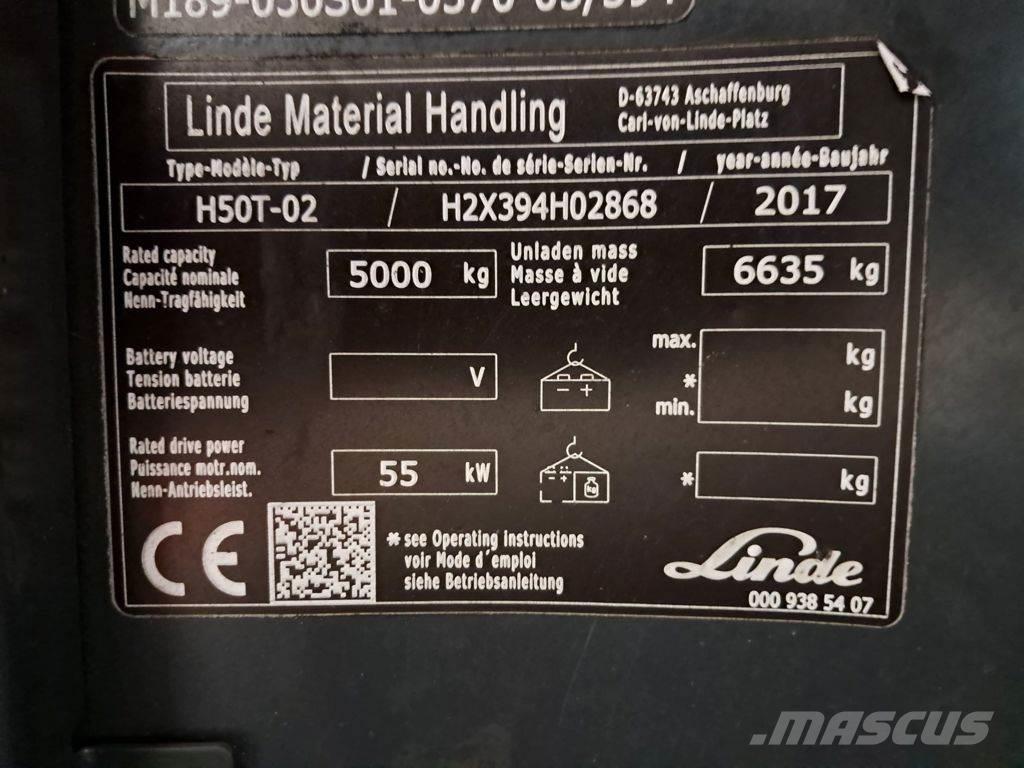 Linde Material Handling
D-63743 Aschaffenburg
Carl-von-Linde-Platz
Type-Modèle-Typ / Serial no.-No. de série-Serien-Nr. / year-année-Baujahr
H50T-02 / H2X394H02868 / 2017
Rated capacity
Capacité nominale
Nenn-Tragfähigkeit
5000 kg
Unladen mass
Masse à vide
Leergewicht
6635 kg
Battery voltage
Tension batterie
Batteriespannung
V
- +
max.
*
min.
kg
kg
Rated drive power
Puissance motr.nom.
Nenn-Antriebsleist.
55 kW
- +
kg
*
kg
CE
* see Operating instructions
voir Mode d´emploi
siehe Betriebsanleitung
Linde
000 938 54 07
MASCUS